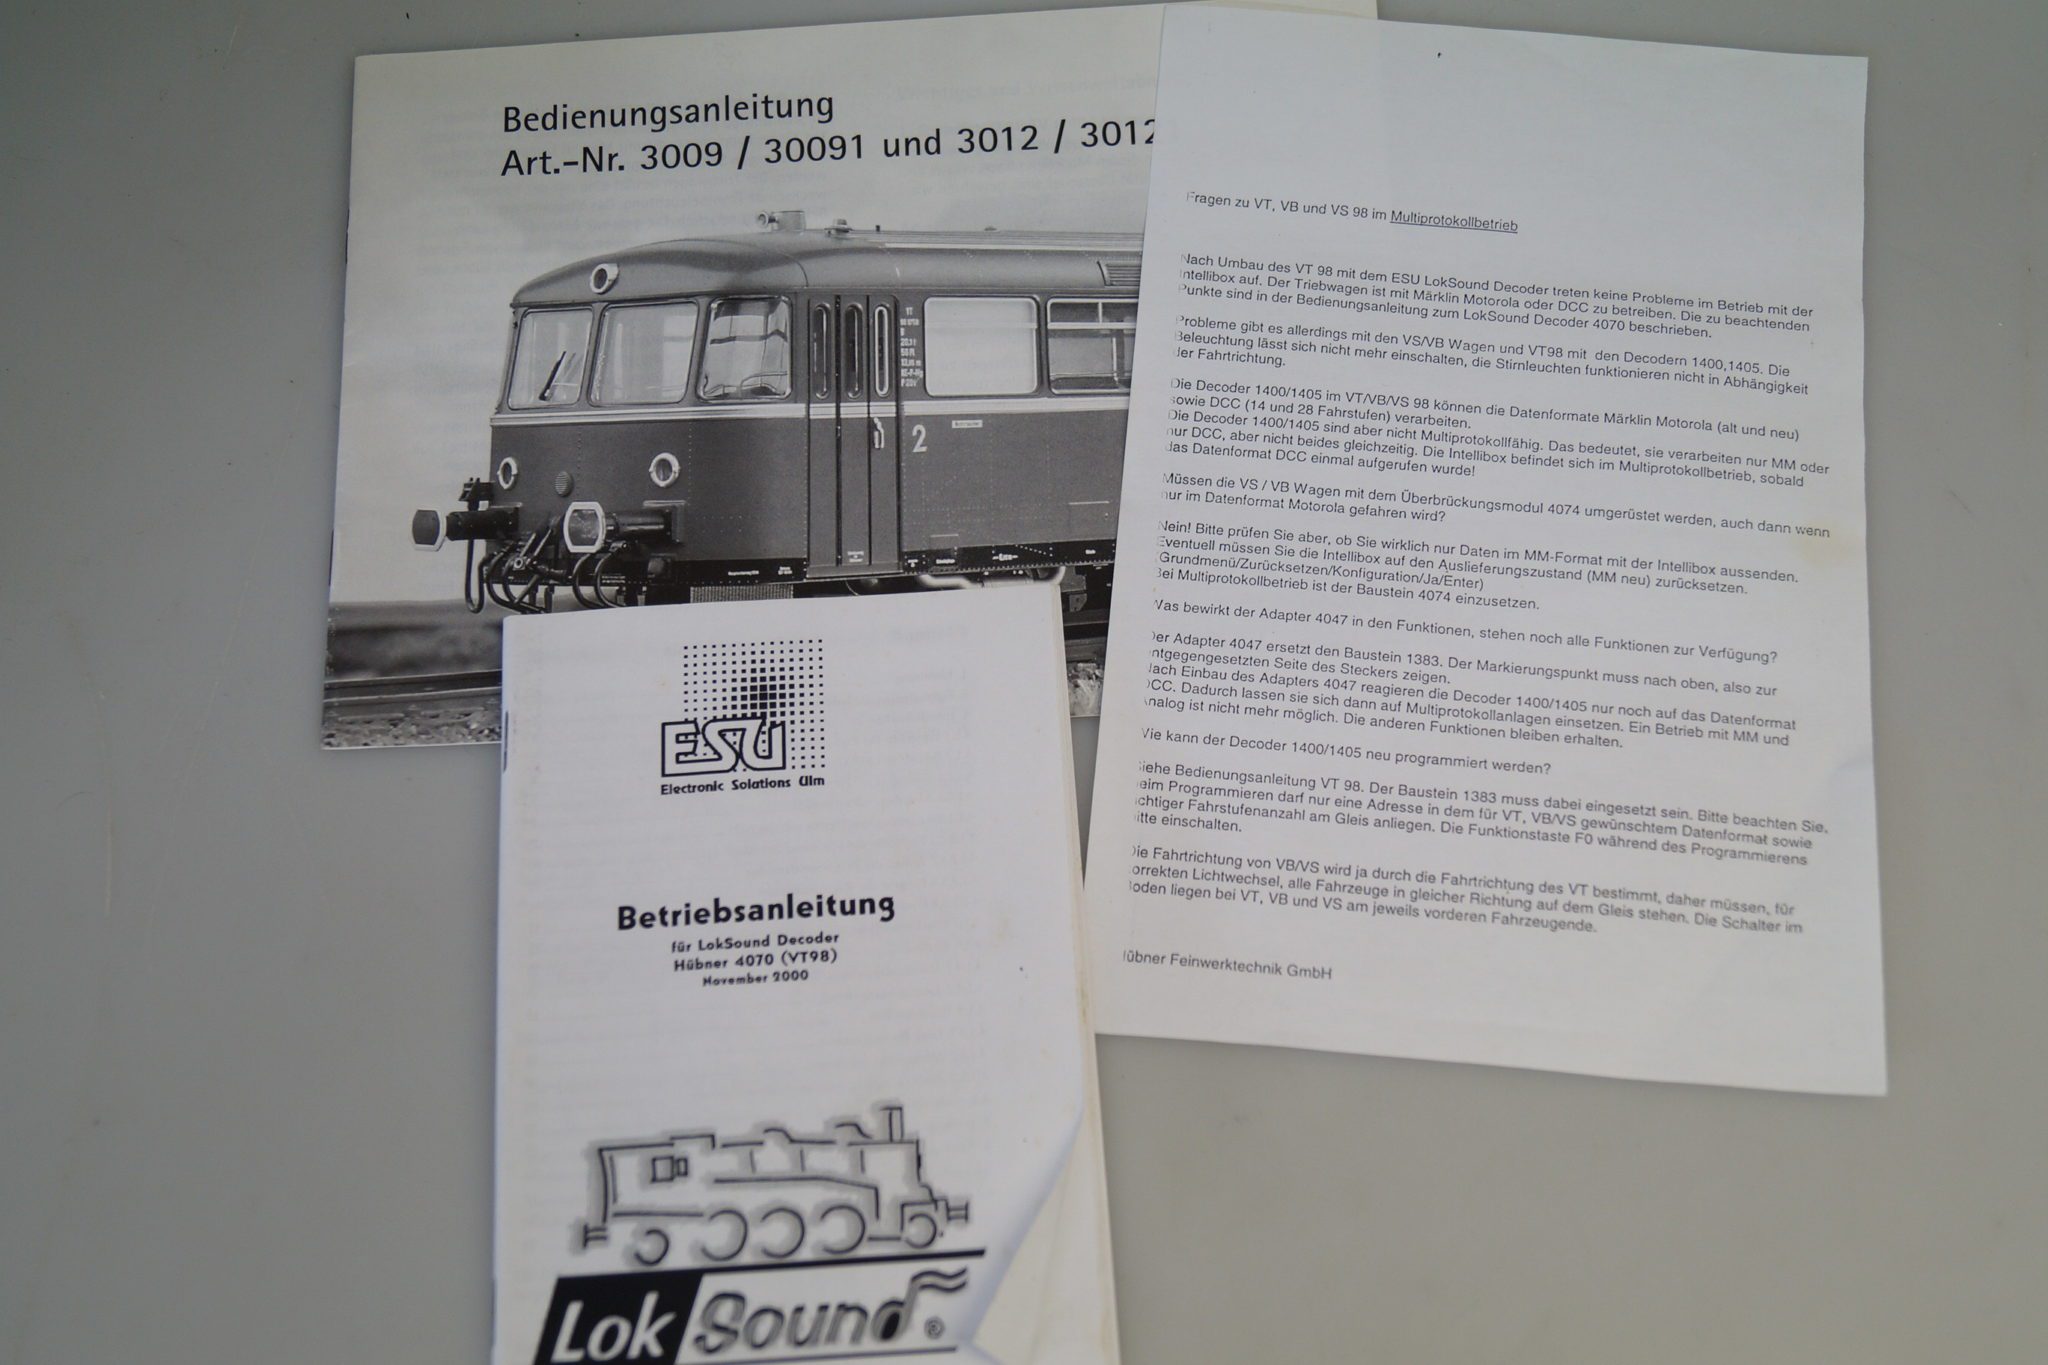 Bedienungsanleitung
Art.-Nr. 3009 / 30091 und 3012 / 3012
VT
2
ESU
Electronic Solutions Ulm
Betriebsanleitung
für LokSound Decoder
Hübner 4070 (VT98)
November 2000
LokSound
Fragen zu VT, VB und VS 98 im Multiprotokollbetrieb
Nach Umbau des VT 98 mit dem ESU LokSound Decoder treten keine Probleme im Betrieb mit der
Intellibox auf. Der Triebwagen ist mit Märklin Motorola oder DCC zu betreiben. Die zu beachtenden
Punkte sind in der Bedienungsanleitung zum LokSound Decoder 4070 beschrieben.
Probleme gibt es allerdings mit den VS/VB Wagen und VT98 mit den Decodern 1400,1405. Die
Beleuchtung lässt sich nicht mehr einschalten, die Stirnleuchten funktionieren nicht in Abhängigkeit
der Fahrtrichtung.
Die Decoder 1400/1405 im VT/VB/VS 98 können die Datenformate Märklin Motorola (alt und neu)
sowie DCC (14 und 28 Fahrstufen) verarbeiten.
Die Decoder 1400/1405 sind aber nicht Multiprotokollfähig. Das bedeutet, sie verarbeiten nur MM oder
nur DCC, aber nicht beides gleichzeitig. Die Intellibox befindet sich im Multiprotokollbetrieb, sobald
das Datenformat DCC einmal aufgerufen wurde!
Müssen die VS / VB Wagen mit dem Überbrückungsmodul 4074 umgerüstet werden, auch dann wenn
nur im Datenformat Motorola gefahren wird?
Nein! Bitte prüfen Sie aber, ob Sie wirklich nur Daten im MM-Format mit der Intellibox aussenden.
Eventuell müssen Sie die Intellibox auf den Auslieferungszustand (MM neu) zurücksetzen.
(Grundmenü/Zurücksetzen/Konfiguration/Ja/Enter)
Bei Multiprotokollbetrieb ist der Baustein 4074 einzusetzen.
Was bewirkt der Adapter 4047 in den Funktionen, stehen noch alle Funktionen zur Verfügung?
Der Adapter 4047 ersetzt den Baustein 1383. Der Markierungspunkt muss nach oben, also zur
entgegengesetzten Seite des Steckers zeigen.
Nach Einbau des Adapters 4047 reagieren die Decoder 1400/1405 nur noch auf das Datenformat
DCC. Dadurch lassen sie sich dann auf Multiprotokollanlagen einsetzen. Ein Betrieb mit MM und
Analog ist nicht mehr möglich. Die anderen Funktionen bleiben erhalten.
Wie kann der Decoder 1400/1405 neu programmiert werden?
Siehe Bedienungsanleitung VT 98. Der Baustein 1383 muss dabei eingesetzt sein. Bitte beachten Sie,
beim Programmieren darf nur eine Adresse in dem für VT, VB/VS gewünschtem Datenformat sowie
richtiger Fahrstufenanzahl am Gleis anliegen. Die Funktionstaste F0 während des Programmierens
bitte einschalten.
Die Fahrtrichtung von VB/VS wird ja durch die Fahrtrichtung des VT bestimmt, daher müssen, für
korrekten Lichtwechsel, alle Fahrzeuge in gleicher Richtung auf dem Gleis stehen. Die Schalter im
Boden liegen bei VT, VB und VS am jeweils vorderen Fahrzeugende.
Hübner Feinwerktechnik GmbH